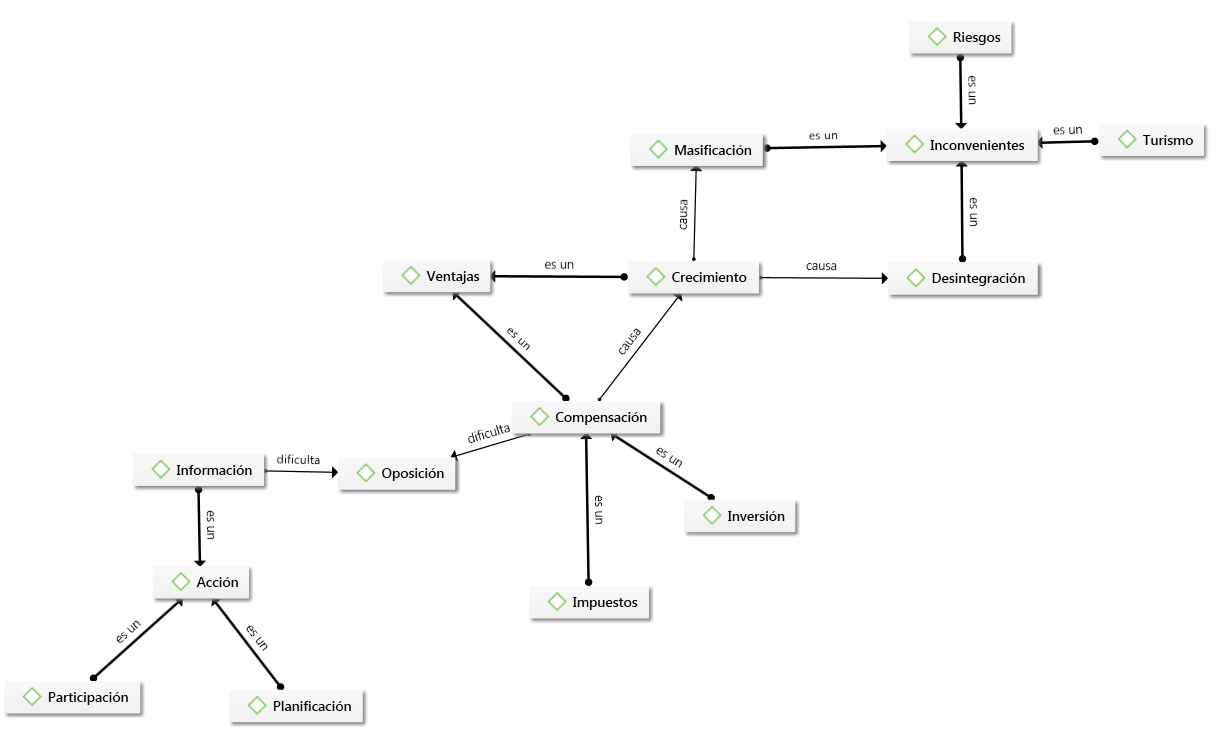 Riesgos
es un
Masificación
es un
Inconvenientes
es un
Turismo
causa
es un
Ventajas
es un
Crecimiento
causa
Desintegración
es un
causa
Compensación
dificulta
Información
dificulta
Oposición
es un
Inversión
es un
es un
Acción
Impuestos
es un
es un
Participación
Planificación